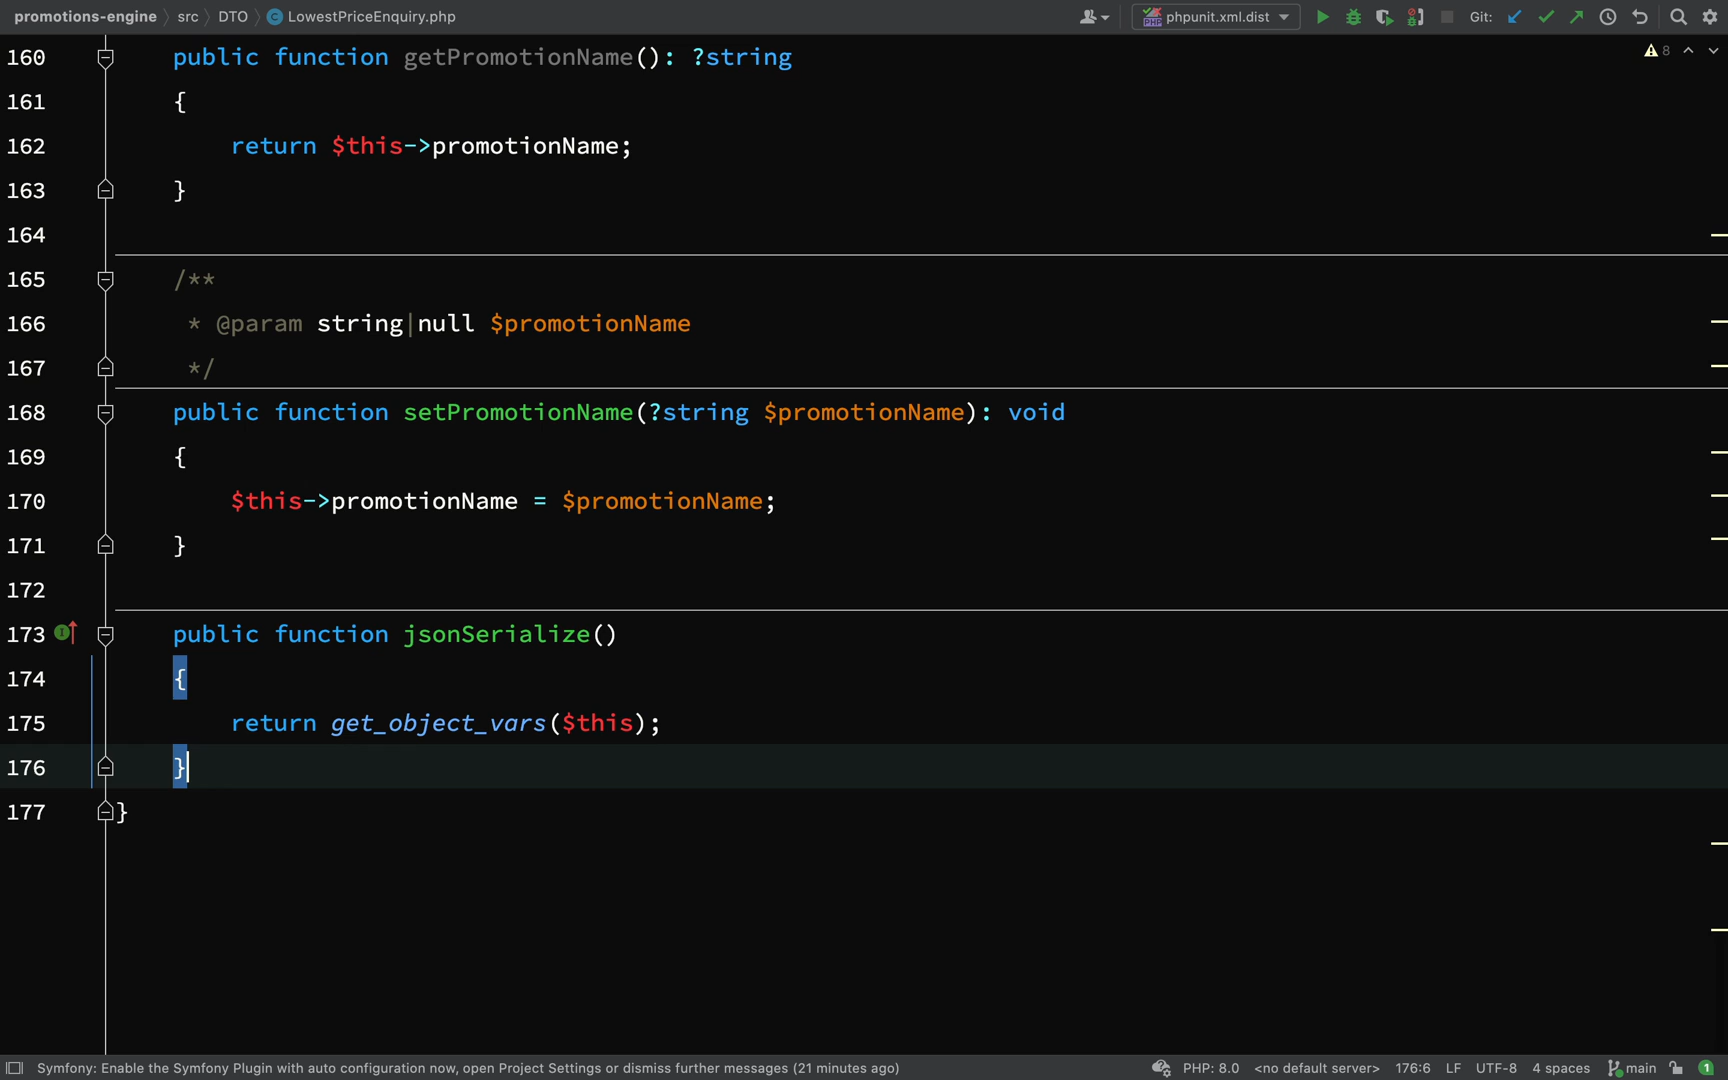 promotions-engine src DTO LowestPriceEnquiry.php phpunit.xml.dist Git:
160 public function getPromotionName(): ?string 8
161 {
162 return $this->promotionName;
163 }
164
165 /**
166 * @param string|null $promotionName
167 */
168 public function setPromotionName(?string $promotionName): void
169 {
170 $this->promotionName = $promotionName;
171 }
172
173 public function jsonSerialize()
174 {
175 return get_object_vars($this);
176 }
177 }
Symfony: Enable the Symfony Plugin with auto configuration now, open Project Settings or dismiss further messages (21 minutes ago) PHP: 8.0 <no default server> 176:6 LF UTF-8 4 spaces main 1